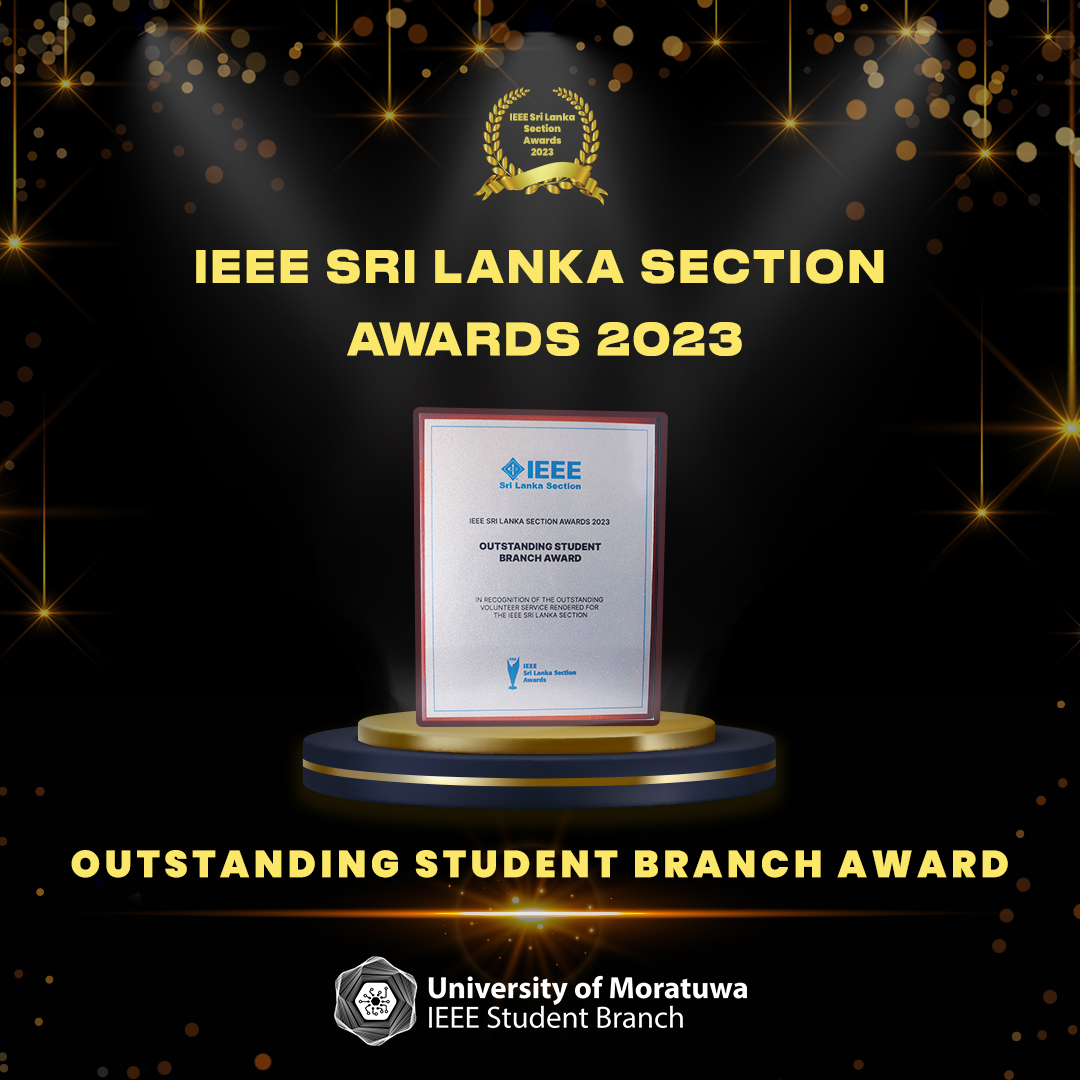 IEEE Sri Lanka
Section
Awards
2023
IEEE SRI LANKA SECTION
AWARDS 2023
IEEE
Sri Lanka Section
IEEE SRI LANKA SECTION AWARDS 2023
OUTSTANDING STUDENT
BRANCH AWARD
IN RECOGNITION OF THE OUTSTANDING
VOLUNTEER SERVICE RENDERED FOR
THE IEEE SRI LANKA SECTION
IEEE
Sri Lanka Section
Awards
OUTSTANDING STUDENT BRANCH AWARD
University of Moratuwa
IEEE Student Branch